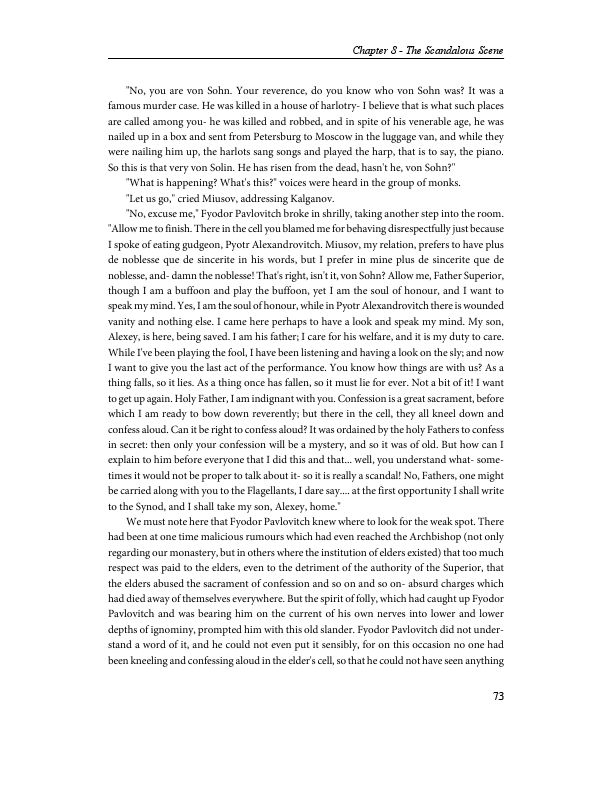 Chapter 8 - The Scandalous Scene
"No, you are von Sohn. Your reverence, do you know who von Sohn was? It was a
famous murder case. He was killed in a house of harlotry- I believe that is what such places
are called among you- he was killed and robbed, and in spite of his venerable age, he was
nailed up in a box and sent from Petersburg to Moscow in the luggage van, and while they
were nailing him up, the harlots sang songs and played the harp, that is to say, the piano.
So this is that very von Solin. He has risen from the dead, hasn't he, von Sohn?"
"What is happening? What's this?" voices were heard in the group of monks.
"Let us go," cried Miusov, addressing Kalganov.
"No, excuse me," Fyodor Pavlovitch broke in shrilly, taking another step into the room.
"Allow me to finish. There in the cell you blamed me for behaving disrespectfully just because
I spoke of eating gudgeon, Pyotr Alexandrovitch. Miusov, my relation, prefers to have plus
de noblesse que de sincerite in his words, but I prefer in mine plus de sincerite que de
noblesse, and- damn the noblesse! That's right, isn't it, von Sohn? Allow me, Father Superior,
though I am a buffoon and play the buffoon, yet I am the soul of honour, and I want to
speak my mind. Yes, I am the soul of honour, while in Pyotr Alexandrovitch there is wounded
vanity and nothing else. I came here perhaps to have a look and speak my mind. My son,
Alexey, is here, being saved. I am his father; I care for his welfare, and it is my duty to care.
While I've been playing the fool, I have been listening and having a look on the sly; and now
I want to give you the last act of the performance. You know how things are with us? As a
thing falls, so it lies. As a thing once has fallen, so it must lie for ever. Not a bit of it! I want
to get up again. Holy Father, I am indignant with you. Confession is a great sacrament, before
which I am ready to bow down reverently; but there in the cell, they all kneel down and
confess aloud. Can it be right to confess aloud? It was ordained by the holy Fathers to confess
in secret: then only your confession will be a mystery, and so it was of old. But how can I
explain to him before everyone that I did this and that... well, you understand what- some-
times it would not be proper to talk about it- so it is really a scandal! No, Fathers, one might
be carried along with you to the Flagellants, I dare say.... at the first opportunity I shall write
to the Synod, and I shall take my son, Alexey, home."
We must note here that Fyodor Pavlovitch knew where to look for the weak spot. There
had been at one time malicious rumours which had even reached the Archbishop (not only
regarding our monastery, but in others where the institution of elders existed) that too much
respect was paid to the elders, even to the detriment of the authority of the Superior, that
the elders abused the sacrament of confession and so on and so on- absurd charges which
had died away of themselves everywhere. But the spirit of folly, which had caught up Fyodor
Pavlovitch and was bearing him on the current of his own nerves into lower and lower
depths of ignominy, prompted him with this old slander. Fyodor Pavlovitch did not under-
stand a word of it, and he could not even put it sensibly, for on this occasion no one had
been kneeling and confessing aloud in the elder's cell, so that he could not have seen anything
73